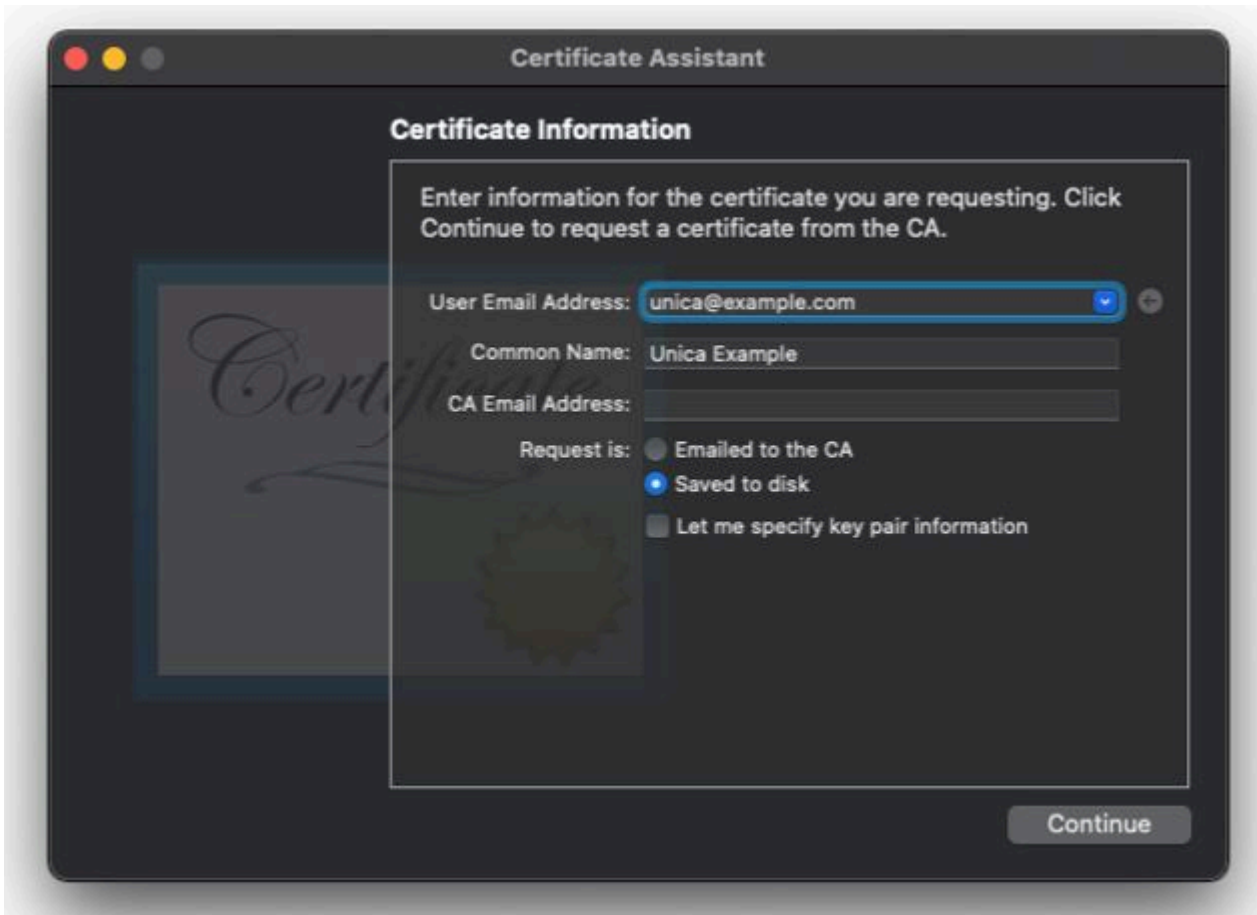 Certificate Assistant
Certificate Information
Enter information for the certificate you are requesting. Click
Continue to request a certificate from the CA.
User Email Address: unica@example.com
Common Name: Unica Example
CA Email Address:
Request is: Emailed to the CA
Saved to disk
Let me specify key pair information
Certificate
Continue